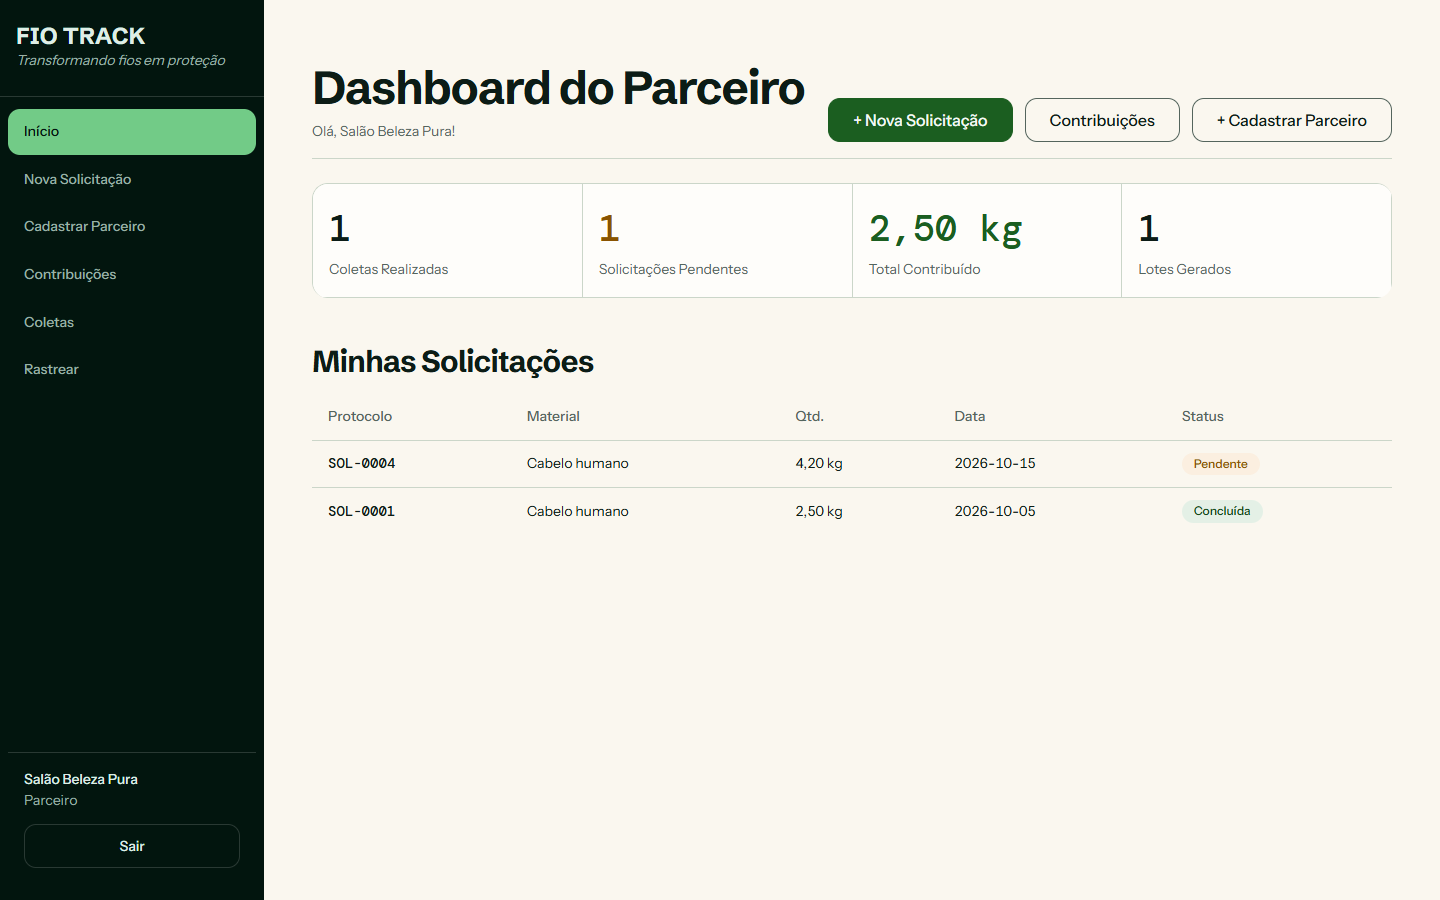 FIO TRACK
Transformando fios em proteção
Início
Nova Solicitação
Cadastrar Parceiro
Contribuições
Coletas
Rastrear
Salão Beleza Pura
Parceiro
Sair
Dashboard do Parceiro
Olá, Salão Beleza Pura!
+ Nova Solicitação
Contribuições
+ Cadastrar Parceiro
1
Coletas Realizadas
1
Solicitações Pendentes
2,50 kg
Total Contribuído
1
Lotes Gerados
Minhas Solicitações
Protocolo Material Qtd. Data Status
SOL-0004 Cabelo humano 4,20 kg 2026-10-15 Pendente
SOL-0001 Cabelo humano 2,50 kg 2026-10-05 Concluída